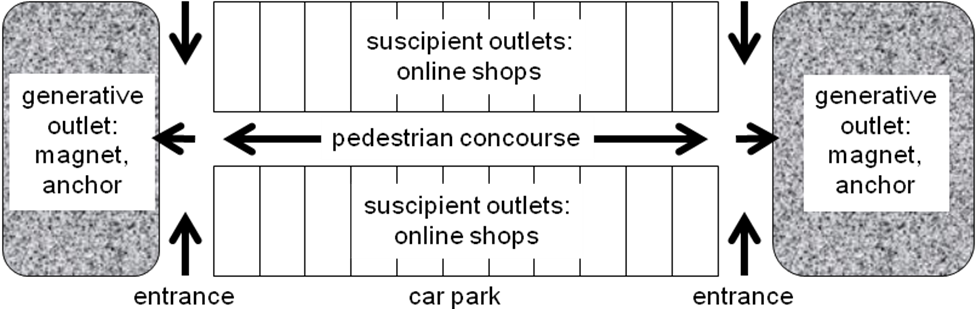 generative
outlet:
magnet,
anchor
suscipient outlets:
online shops
pedestrian concourse
suscipient outlets:
online shops
generative
outlet:
magnet,
anchor
entrance
car park
entrance